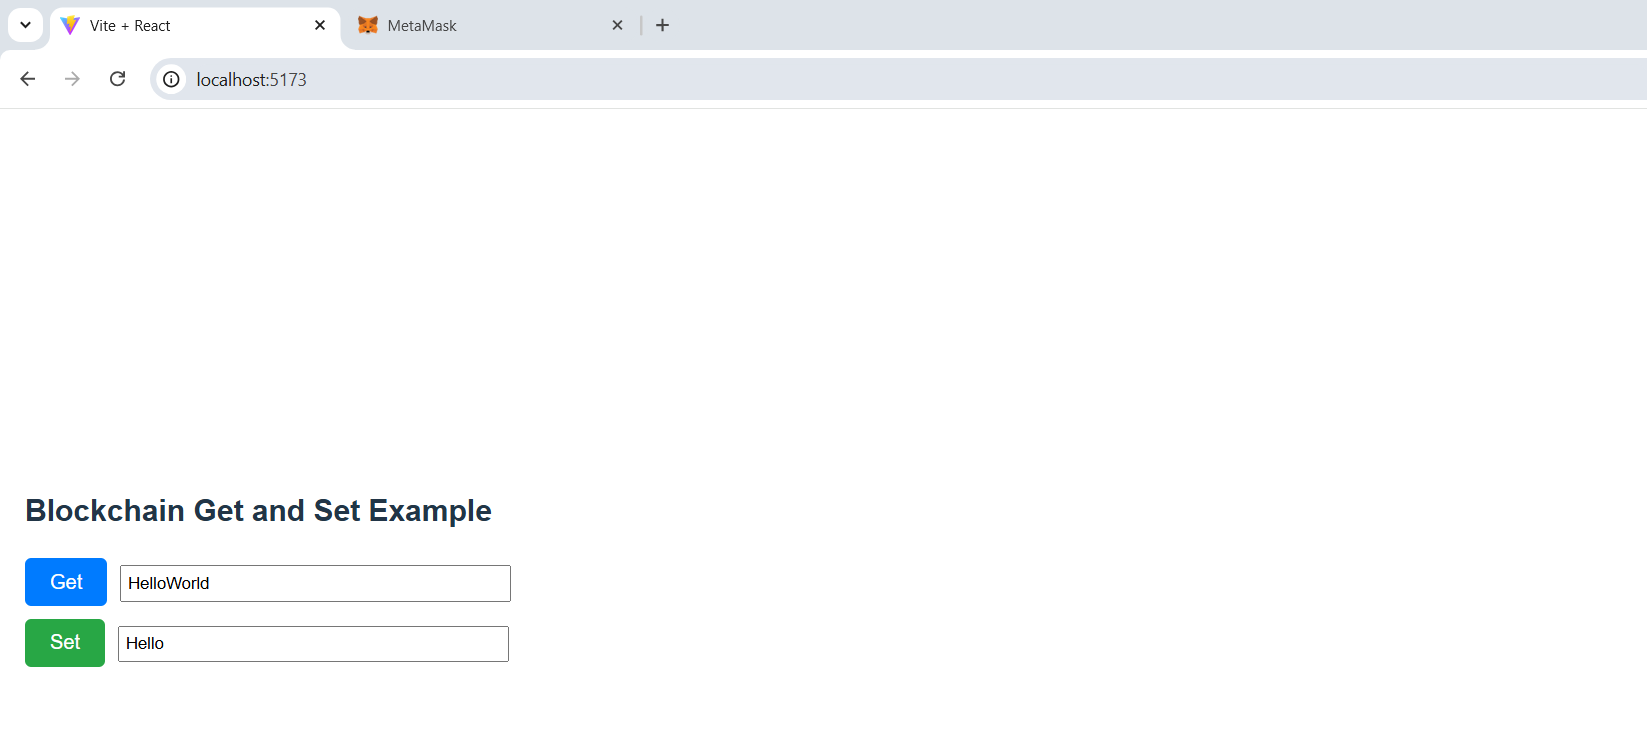 Vite + React
MetaMask
localhost:5173
Blockchain Get and Set Example
Get HelloWorld
Set Hello